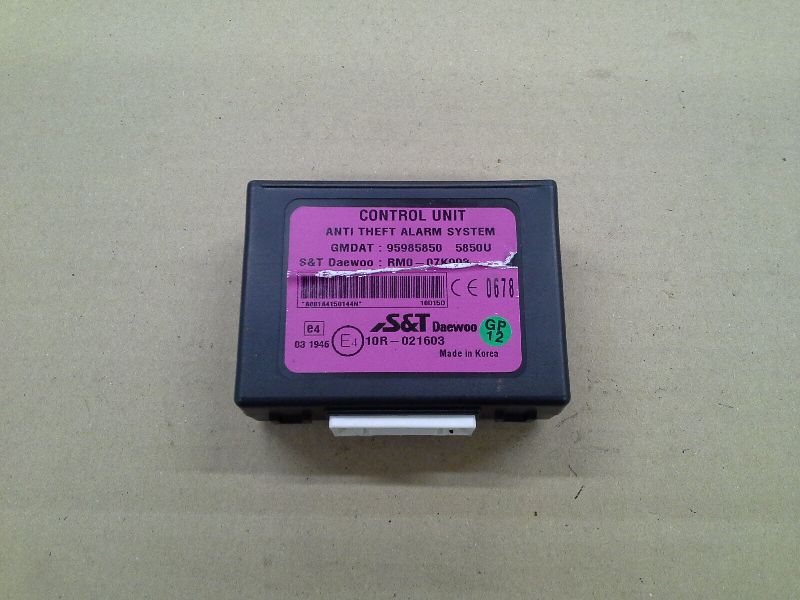 CONTROL UNIT
ANTI THEFT ALARM SYSTEM
GMDAT : 95985850 5850U
S&T Daewoo :
CE 0678
10D15D
S&T Daewoo GP 12
e4
03 1946 E4 10R-021603
Made in Korea